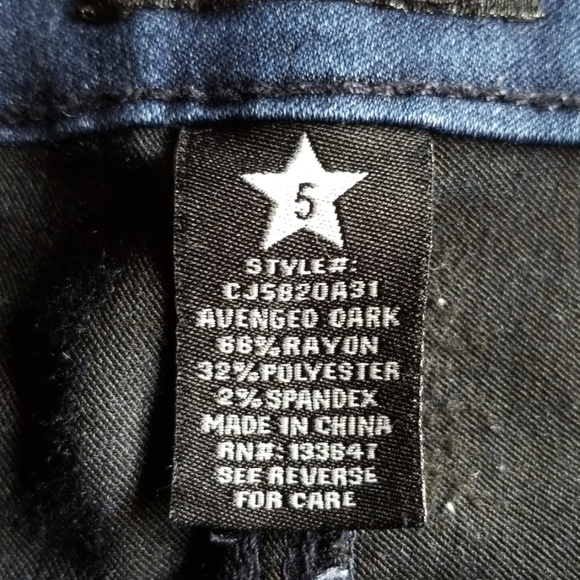 5
STYLE#:
CJ5820A31
AVENGED DARK
66%RAYON
32%POLYESTER
2%SPANDEX
MADE IN CHINA
RN#: 133647
SEE REVERSE
FOR CARE